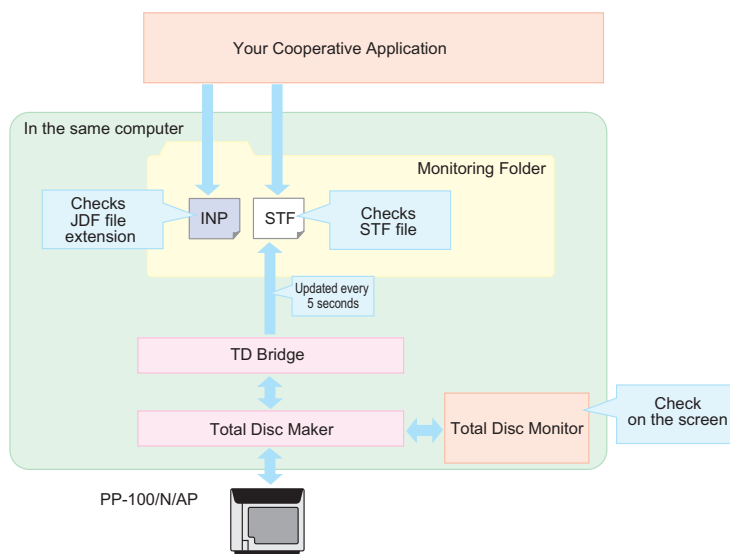 Your Cooperative Application
In the same computer
Monitoring Folder
Checks
JDF file
extension
INP
STF
Checks
STF file
Updated every
5 seconds
TD Bridge
Total Disc Maker
Total Disc Monitor
Check
on the screen
PP-100/N/AP